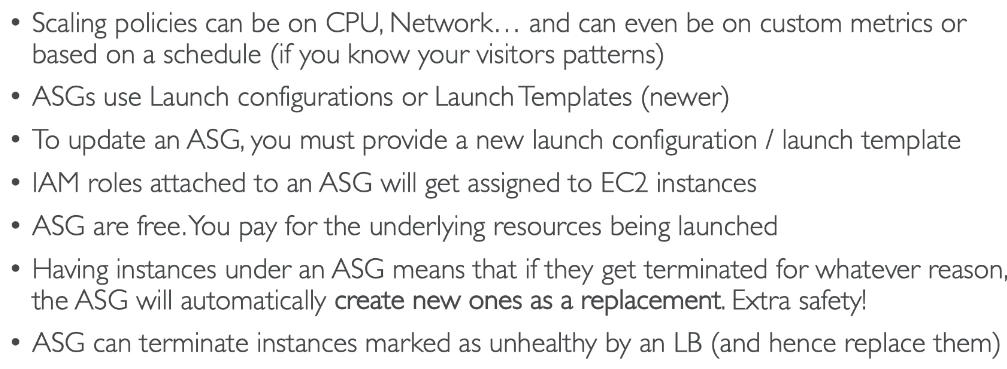 • Scaling policies can be on CPU, Network… and can even be on custom metrics or
based on a schedule (if you know your visitors patterns)
• ASGs use Launch configurations or Launch Templates (newer)
• To update an ASG, you must provide a new launch configuration / launch template
• IAM roles attached to an ASG will get assigned to EC2 instances
• ASG are free. You pay for the underlying resources being launched
• Having instances under an ASG means that if they get terminated for whatever reason,
the ASG will automatically create new ones as a replacement. Extra safety!
• ASG can terminate instances marked as unhealthy by an LB (and hence replace them)